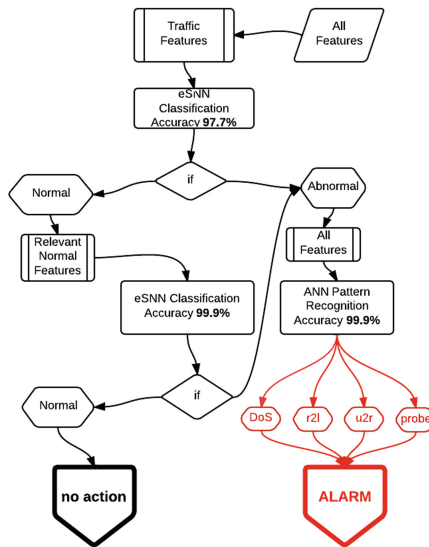 Traffic
Features
All
Features
eSNN
Classification
Accuracy 97.7%
if
Normal
Abnormal
Relevant
Normal
Features
All
Features
eSNN Classification
Accuracy 99.9%
ANN Pattern
Recognition
Accuracy 99.9%
if
Normal
DoS
r2l
u2r
probe
no action
ALARM